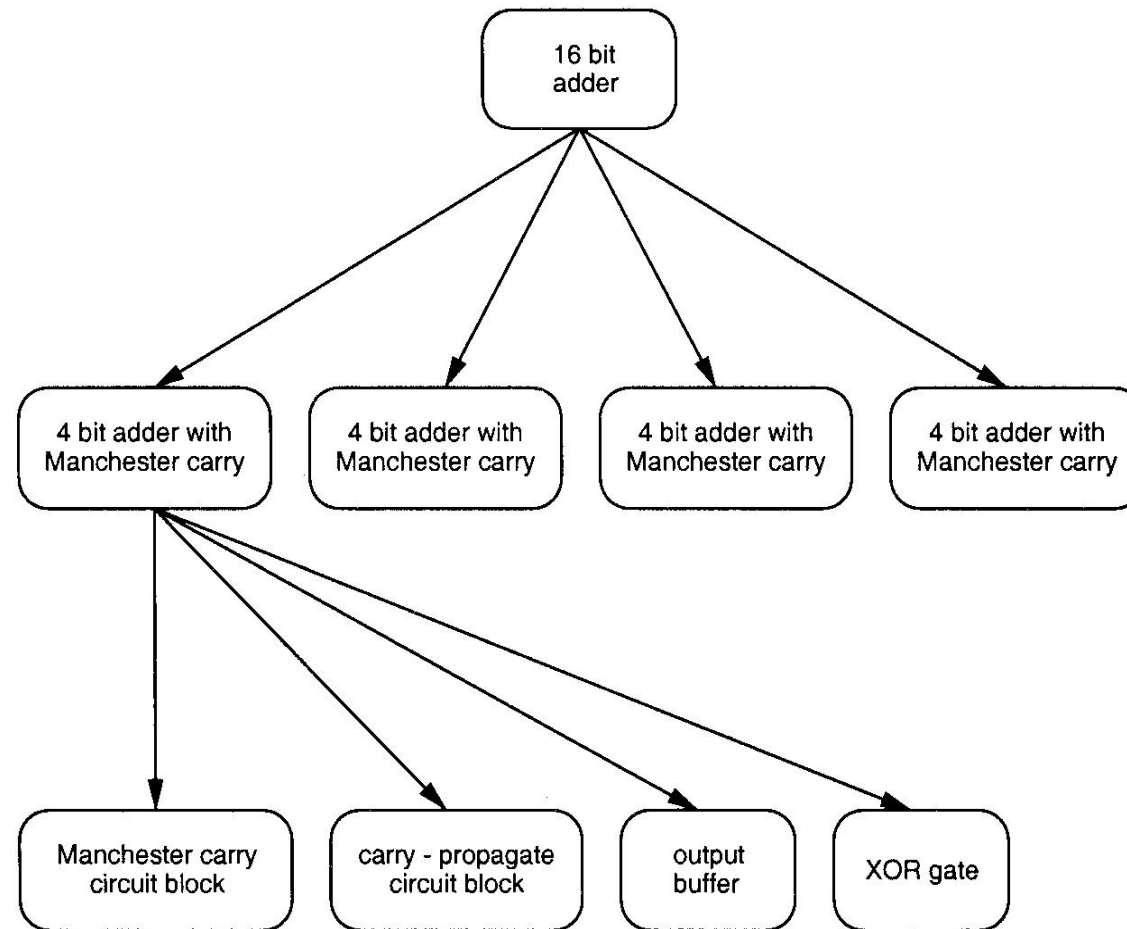 16 bit
adder
4 bit adder with
Manchester carry
4 bit adder with
Manchester carry
4 bit adder with
Manchester carry
4 bit adder with
Manchester carry
Manchester carry
circuit block
carry - propagate
circuit block
output
buffer
XOR gate